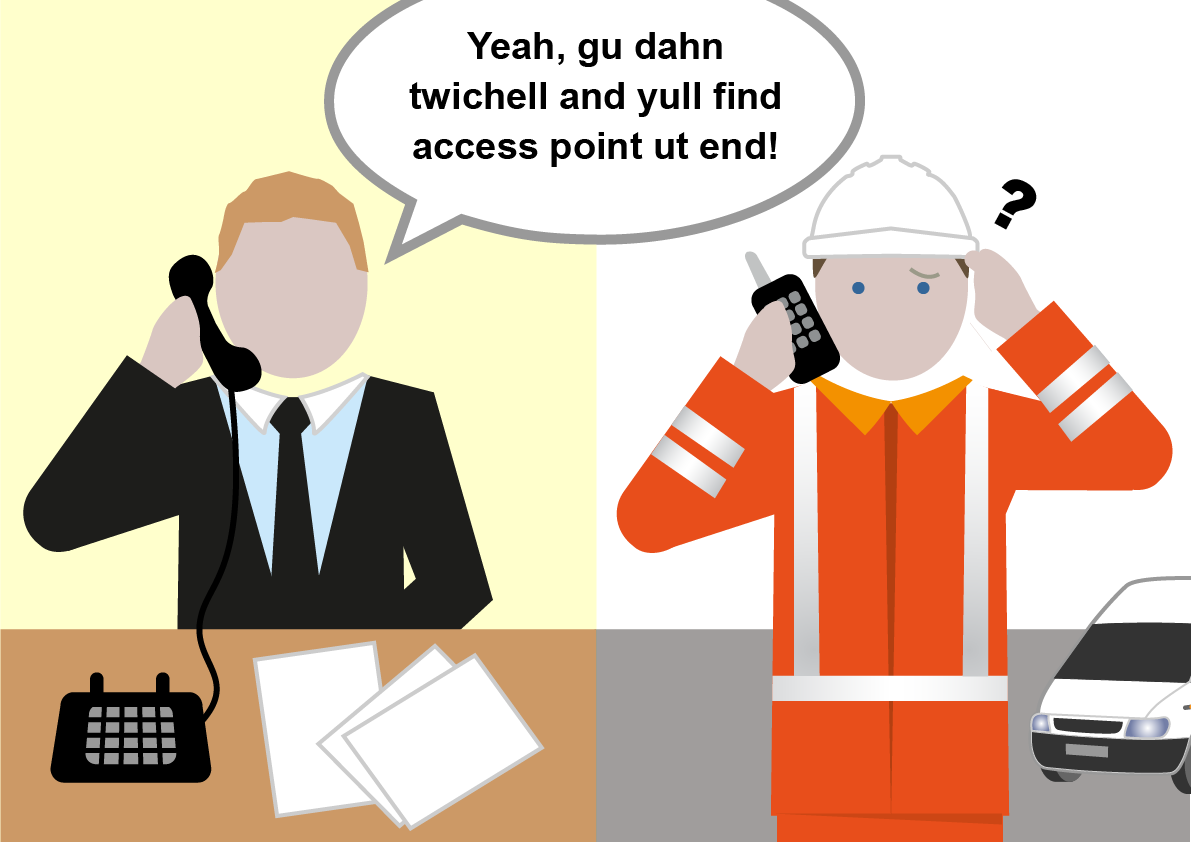 Yeah, gu dahn
twichell and yull find
access point ut end!
?